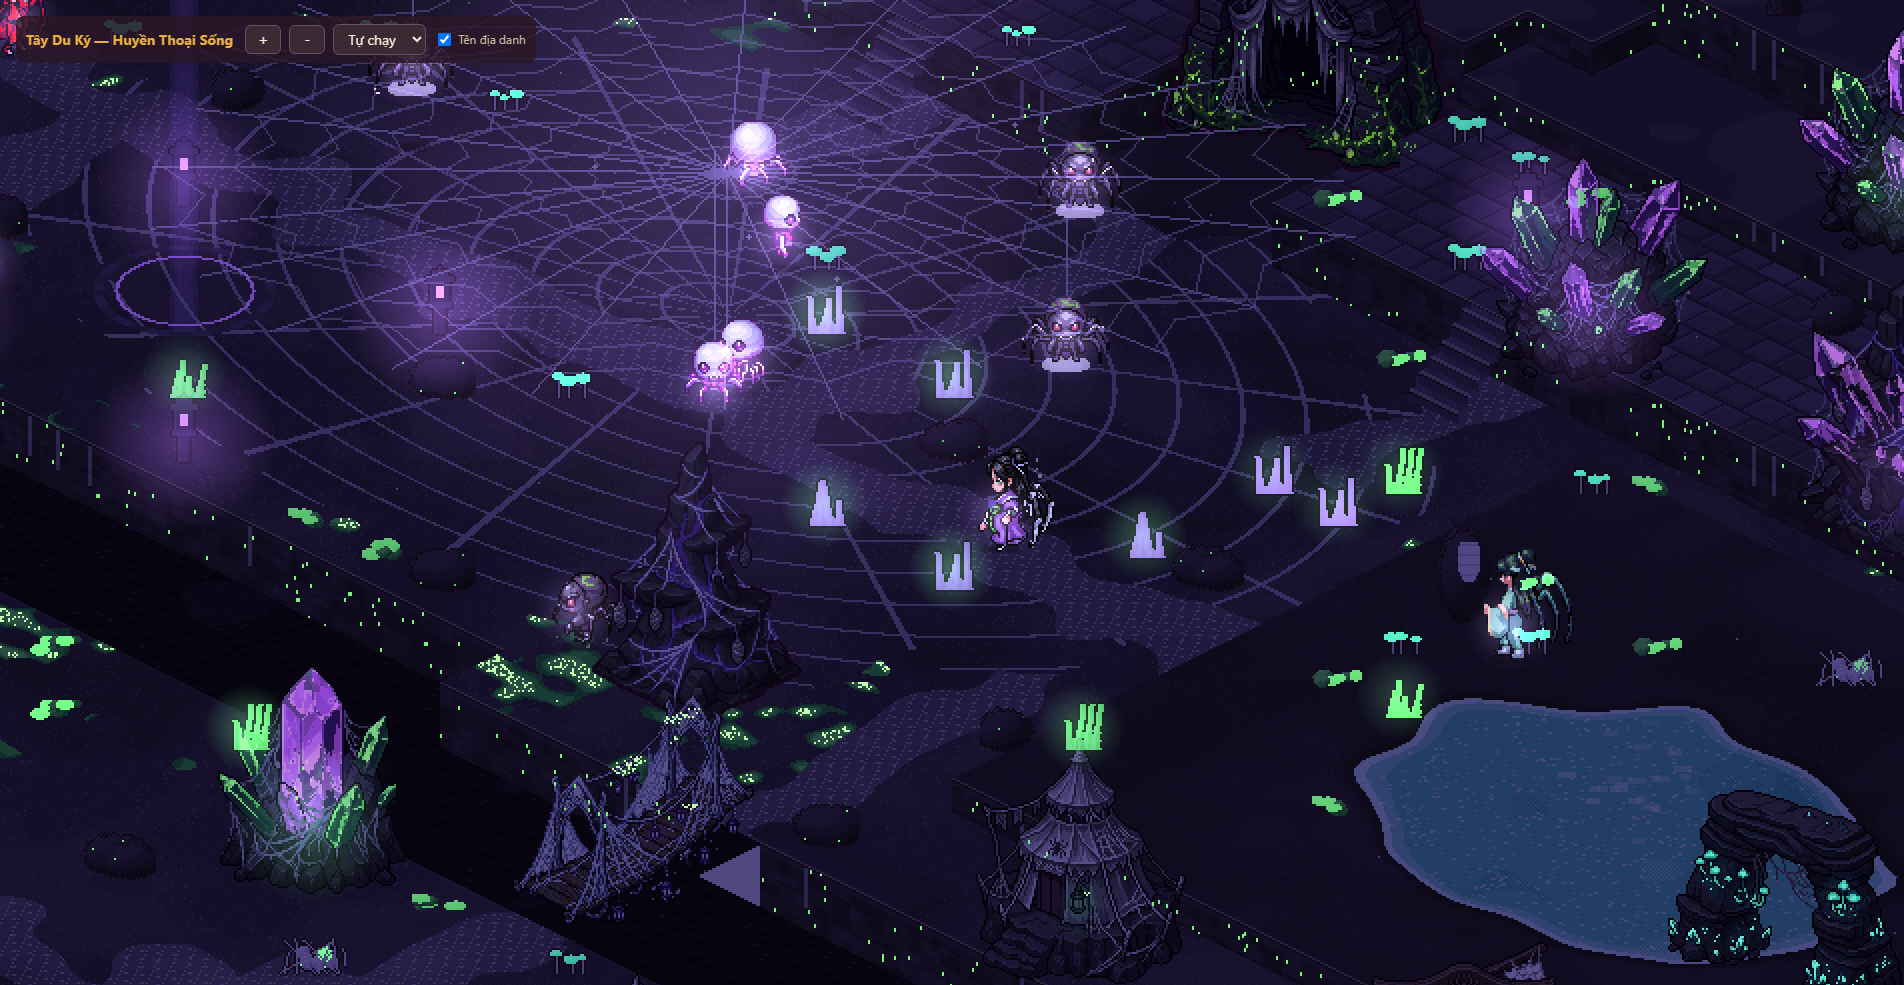 Tây Du Ký — Huyền Thoại Sống + - Tự chạy Tên địa danh